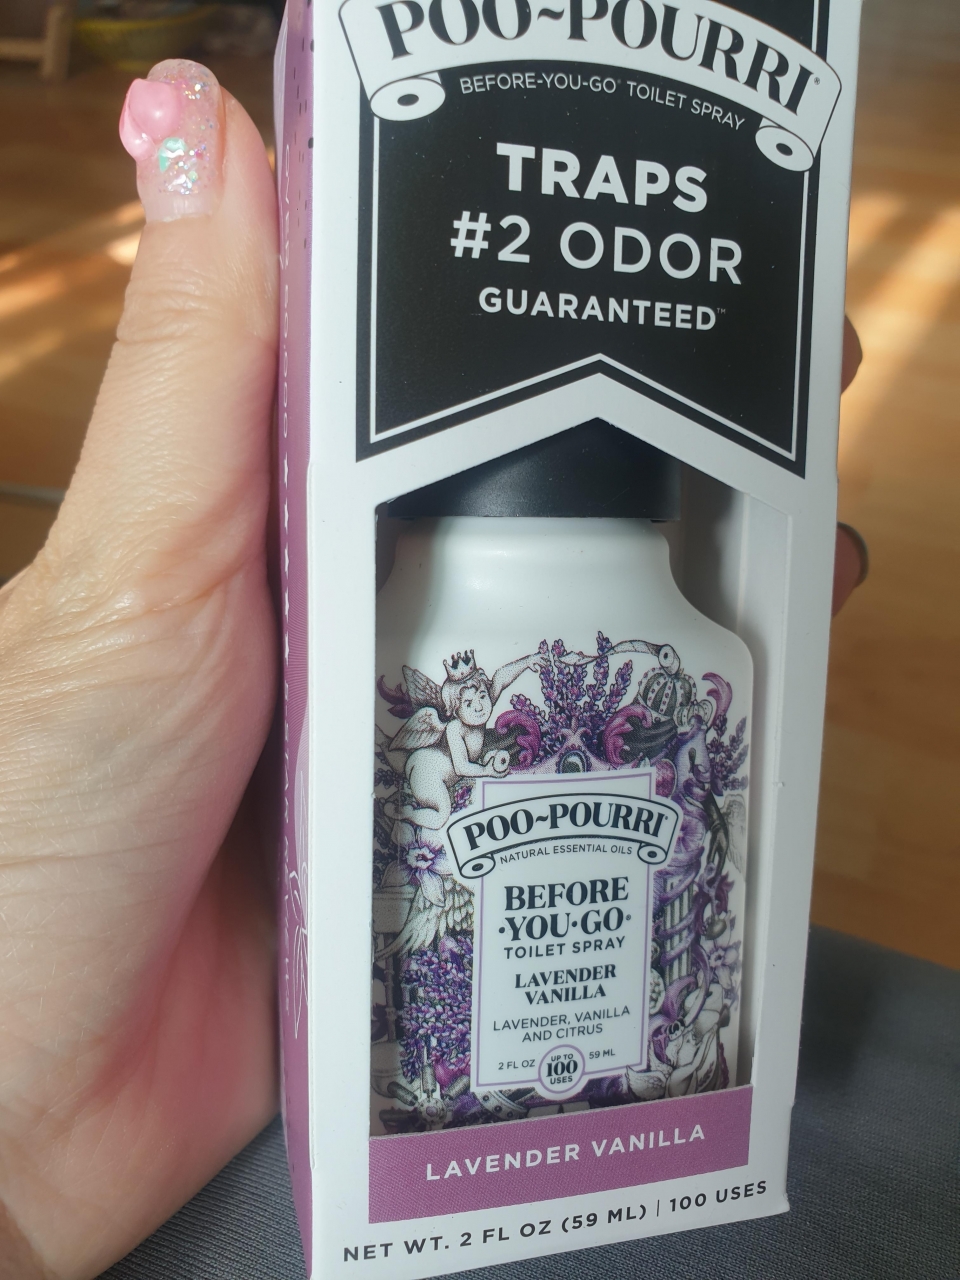 POO~POURRI®
BEFORE-YOU-GO® TOILET SPRAY
TRAPS
#2 ODOR
GUARANTEED™
POO~POURRI®
NATURAL ESSENTIAL OILS
BEFORE
·YOU·GO®
TOILET SPRAY
LAVENDER
VANILLA
LAVENDER, VANILLA
AND CITRUS
2 FL OZ UP TO 100 USES 59 ML
LAVENDER VANILLA
NET WT. 2 FL OZ (59 ML) | 100 USES